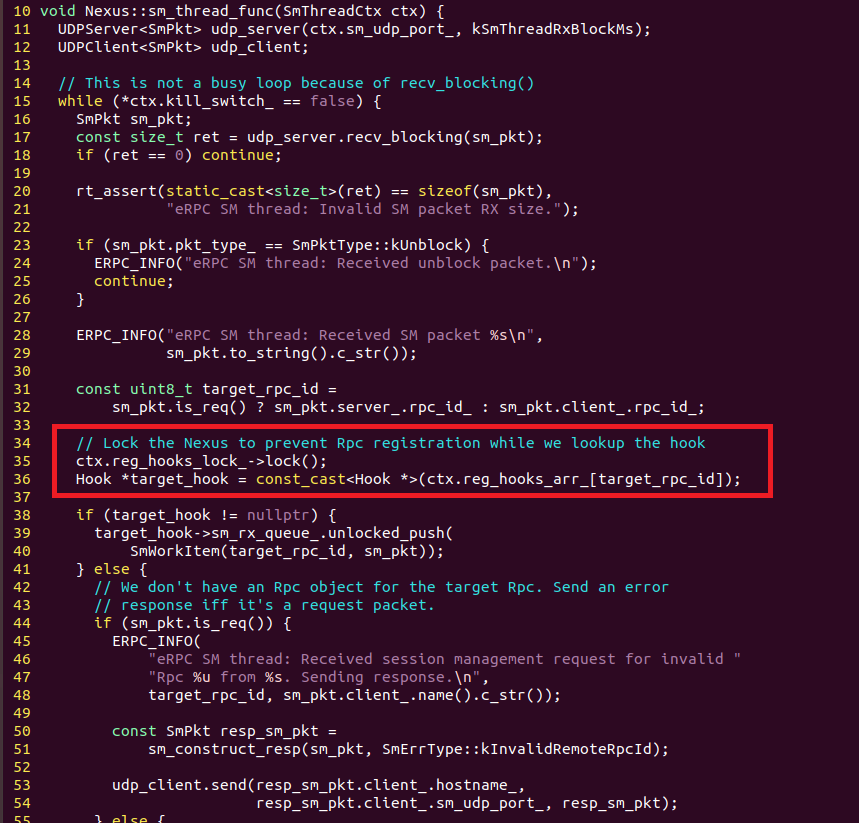 10 void Nexus::sm_thread_func(SmThreadCtx ctx) {
11   UDPServer<SmPkt> udp_server(ctx.sm_udp_port_, kSmThreadRxBlockMs);
12   UDPClient<SmPkt> udp_client;
13
14   // This is not a busy loop because of recv_blocking()
15   while (*ctx.kill_switch_ == false) {
16     SmPkt sm_pkt;
17     const size_t ret = udp_server.recv_blocking(sm_pkt);
18     if (ret == 0) continue;
19
20     rt_assert(static_cast<size_t>(ret) == sizeof(sm_pkt),
21               "eRPC SM thread: Invalid SM packet RX size.");
22
23     if (sm_pkt.pkt_type_ == SmPktType::kUnblock) {
24       ERPC_INFO("eRPC SM thread: Received unblock packet.\n");
25       continue;
26     }
27
28     ERPC_INFO("eRPC SM thread: Received SM packet %s\n",
29               sm_pkt.to_string().c_str());
30
31     const uint8_t target_rpc_id =
32         sm_pkt.is_req() ? sm_pkt.server_.rpc_id_ : sm_pkt.client_.rpc_id_;
33
34     // Lock the Nexus to prevent Rpc registration while we lookup the hook
35     ctx.reg_hooks_lock_->lock();
36     Hook *target_hook = const_cast<Hook *>(ctx.reg_hooks_arr_[target_rpc_id]);
37
38     if (target_hook != nullptr) {
39       target_hook->sm_rx_queue_.unlocked_push(
40           SmWorkItem(target_rpc_id, sm_pkt));
41     } else {
42       // We don't have an Rpc object for the target Rpc. Send an error
43       // response iff it's a request packet.
44       if (sm_pkt.is_req()) {
45         ERPC_INFO(
46             "eRPC SM thread: Received session management request for invalid "
47             "Rpc %u from %s. Sending response.\n",
48             target_rpc_id, sm_pkt.client_.name().c_str());
49
50         const SmPkt resp_sm_pkt =
51             sm_construct_resp(sm_pkt, SmErrType::kInvalidRemoteRpcId);
52
53         udp_client.send(resp_sm_pkt.client_.hostname_,
54                         resp_sm_pkt.client_.sm_udp_port_, resp_sm_pkt);
55       } else {